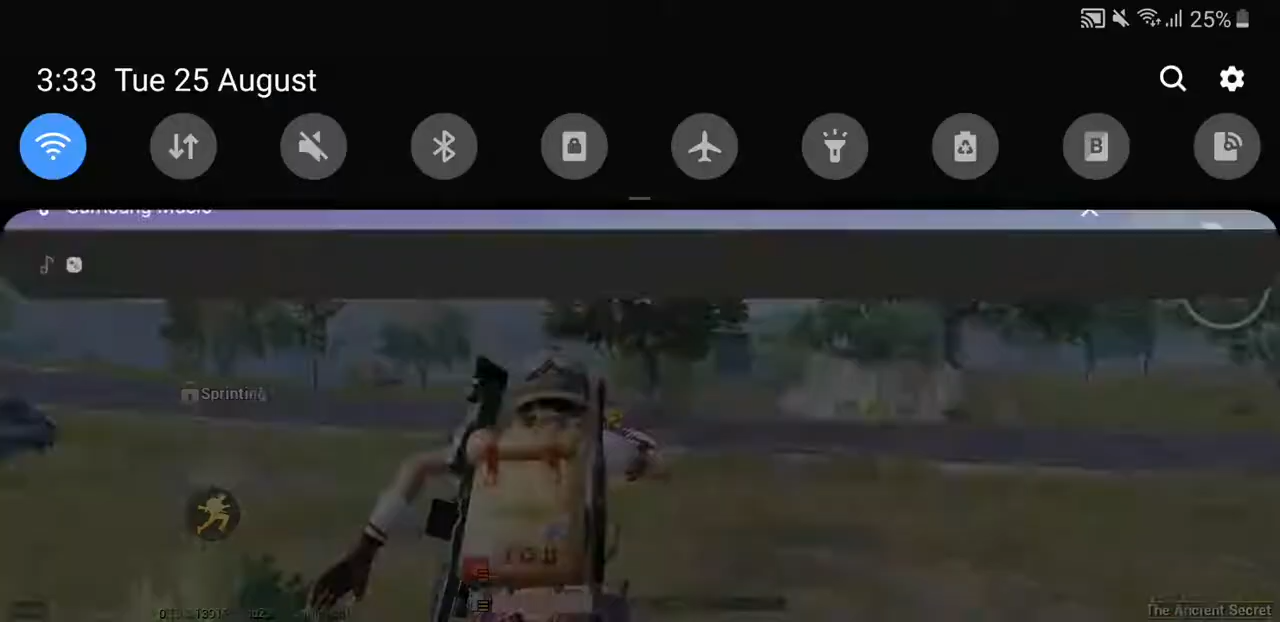 25%
3:33 Tue 25 August
B
Samsung Music
Sprinting
The Ancient Secret